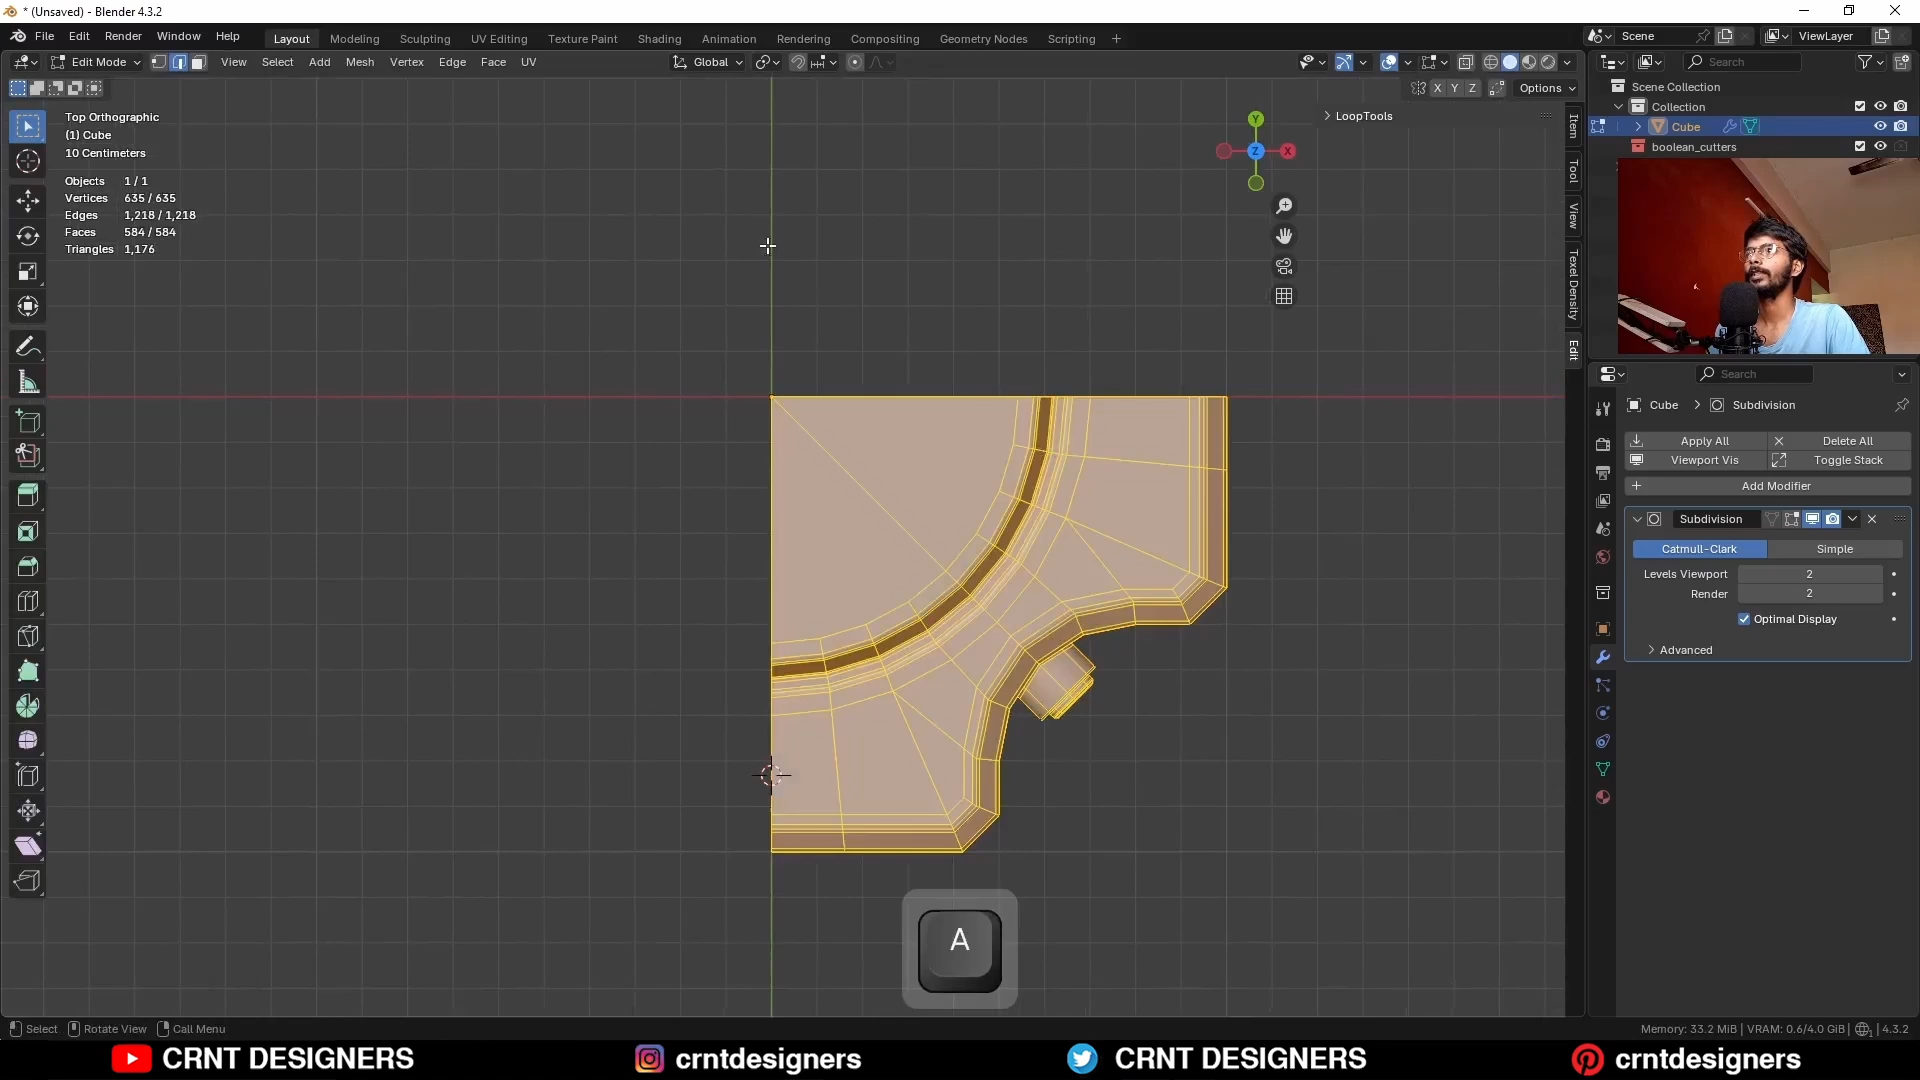 * (Unsaved) - Blender 4.3.2
File Edit Render Window Help
Layout Modeling Sculpting UV Editing Texture Paint Shading Animation Rendering Compositing Geometry Nodes Scripting +
Scene
ViewLayer
Edit Mode
View Select Add Mesh Vertex Edge Face UV
Global
Search
X Y Z
Options
Scene Collection
Collection
Cube
boolean_cutters
Top Orthographic
(1) Cube
10 Centimeters
Objects 1 / 1
Vertices 635 / 635
Edges 1,218 / 1,218
Faces 584 / 584
Triangles 1,176
LoopTools
Y
Z
X
Item
Tool
View
Texel Density
Edit
Search
Cube > Subdivision
Apply All
Delete All
Viewport Vis
Toggle Stack
Add Modifier
Subdivision
Catmull-Clark
Simple
Levels Viewport 2
Render 2
Optimal Display
Advanced
A
Select
Rotate View
Call Menu
Memory: 33.2 MiB | VRAM: 0.6/4.0 GiB | 4.3.2
CRNT DESIGNERS
crntdesigners
CRNT DESIGNERS
crntdesigners